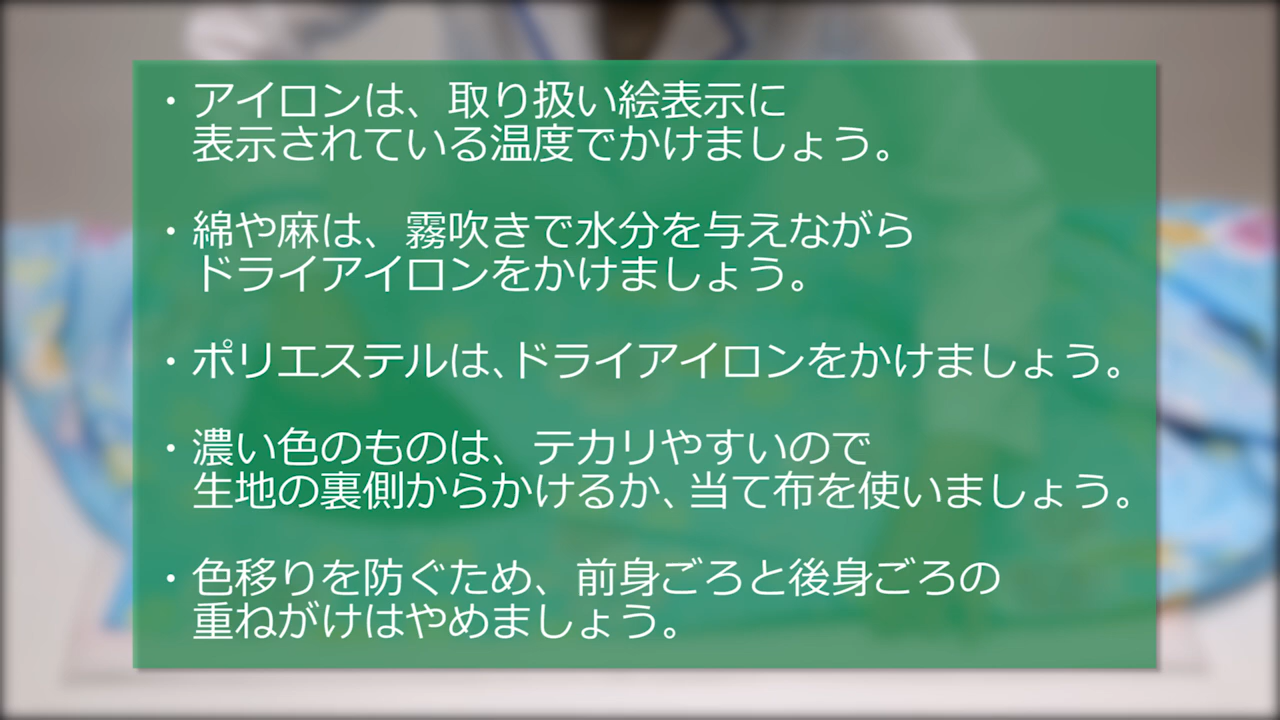 ・アイロンは、取り扱い絵表示に
表示されている温度でかけましょう。
・綿や麻は、霧吹きで水分を与えながら
ドライアイロンをかけましょう。
・ポリエステルは、ドライアイロンをかけましょう。
・濃い色のものは、テカリやすいので
生地の裏側からかけるか、当て布を使いましょう。
・色移りを防ぐため、前身ごろと後身ごろの
重ねがけはやめましょう。